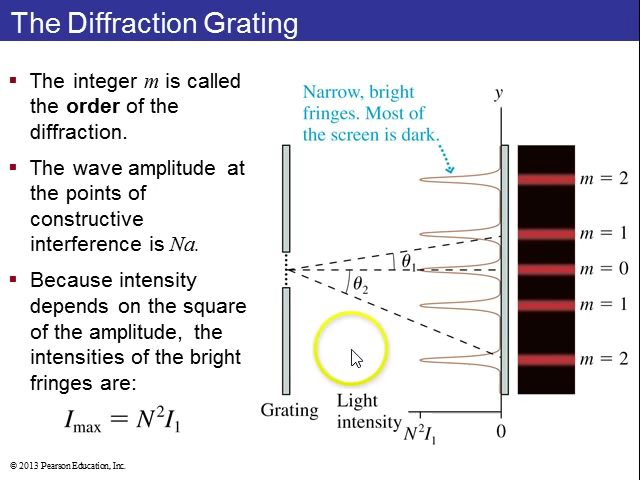 The Diffraction Grating
▪ The integer m is called
the order of the
diffraction.
▪ The wave amplitude at
the points of
constructive
interference is Na.
▪ Because intensity
depends on the square
of the amplitude, the
intensities of the bright
fringes are:
I_max = N²I₁
Narrow, bright
fringes. Most of
the screen is dark.
y
m = 2
m = 1
θ₁
m = 0
θ₂
m = 1
m = 2
Grating
Light
intensity
N²I₁
0
© 2013 Pearson Education, Inc.